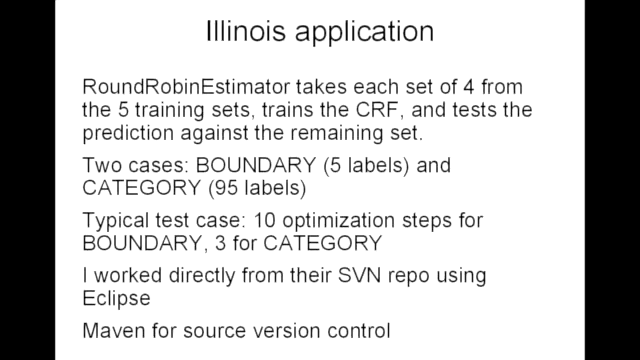 Illinois application
RoundRobinEstimator takes each set of 4 from
the 5 training sets, trains the CRF, and tests the
prediction against the remaining set.
Two cases: BOUNDARY (5 labels) and
CATEGORY (95 labels)
Typical test case: 10 optimization steps for
BOUNDARY, 3 for CATEGORY
I worked directly from their SVN repo using
Eclipse
Maven for source version control